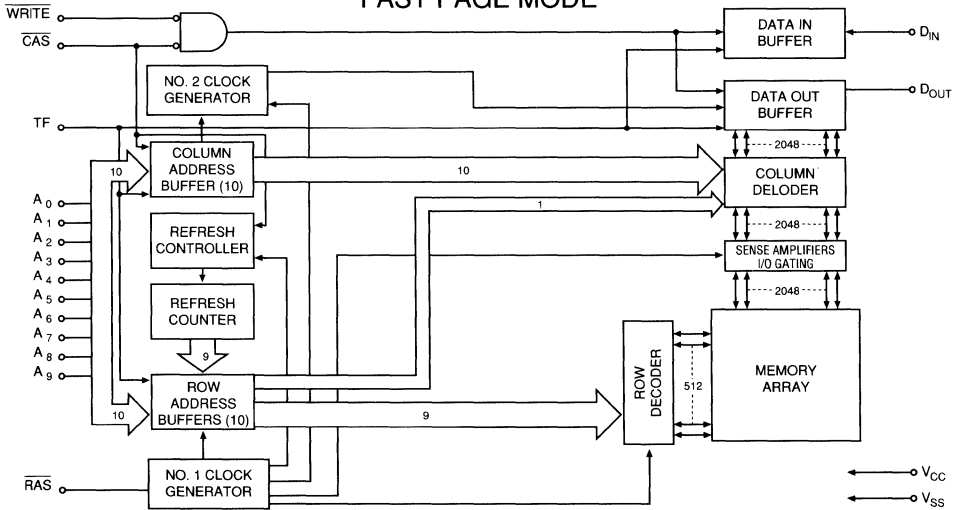 FAST PAGE MODE
WRITE
CAS
TF
A0
A1
A2
A3
A4
A5
A6
A7
A8
A9
RAS
NO. 2 CLOCK
GENERATOR
COLUMN
ADDRESS
BUFFER (10)
REFRESH
CONTROLLER
REFRESH
COUNTER
9
ROW
ADDRESS
BUFFERS (10)
NO. 1 CLOCK
GENERATOR
10
10
10
1
9
DATA IN
BUFFER
DATA OUT
BUFFER
2048
COLUMN
DELODER
2048
SENSE AMPLIFIERS
I/O GATING
2048
ROW
DECODER
512
MEMORY
ARRAY
DIN
DOUT
VCC
VSS